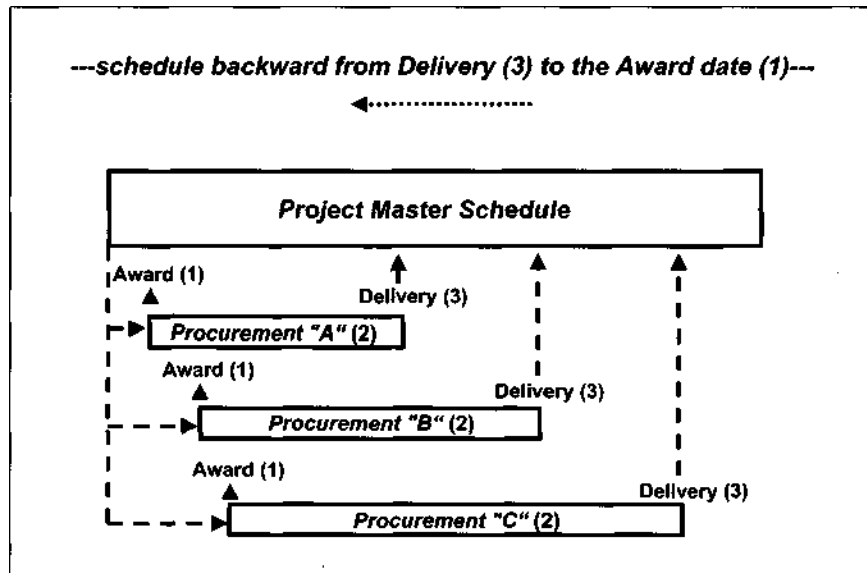 ---schedule backward from Delivery (3) to the Award date (1)---
Project Master Schedule
Award (1)
Delivery (3)
Procurement "A" (2)
Award (1)
Delivery (3)
Procurement "B" (2)
Award (1)
Delivery (3)
Procurement "C" (2)